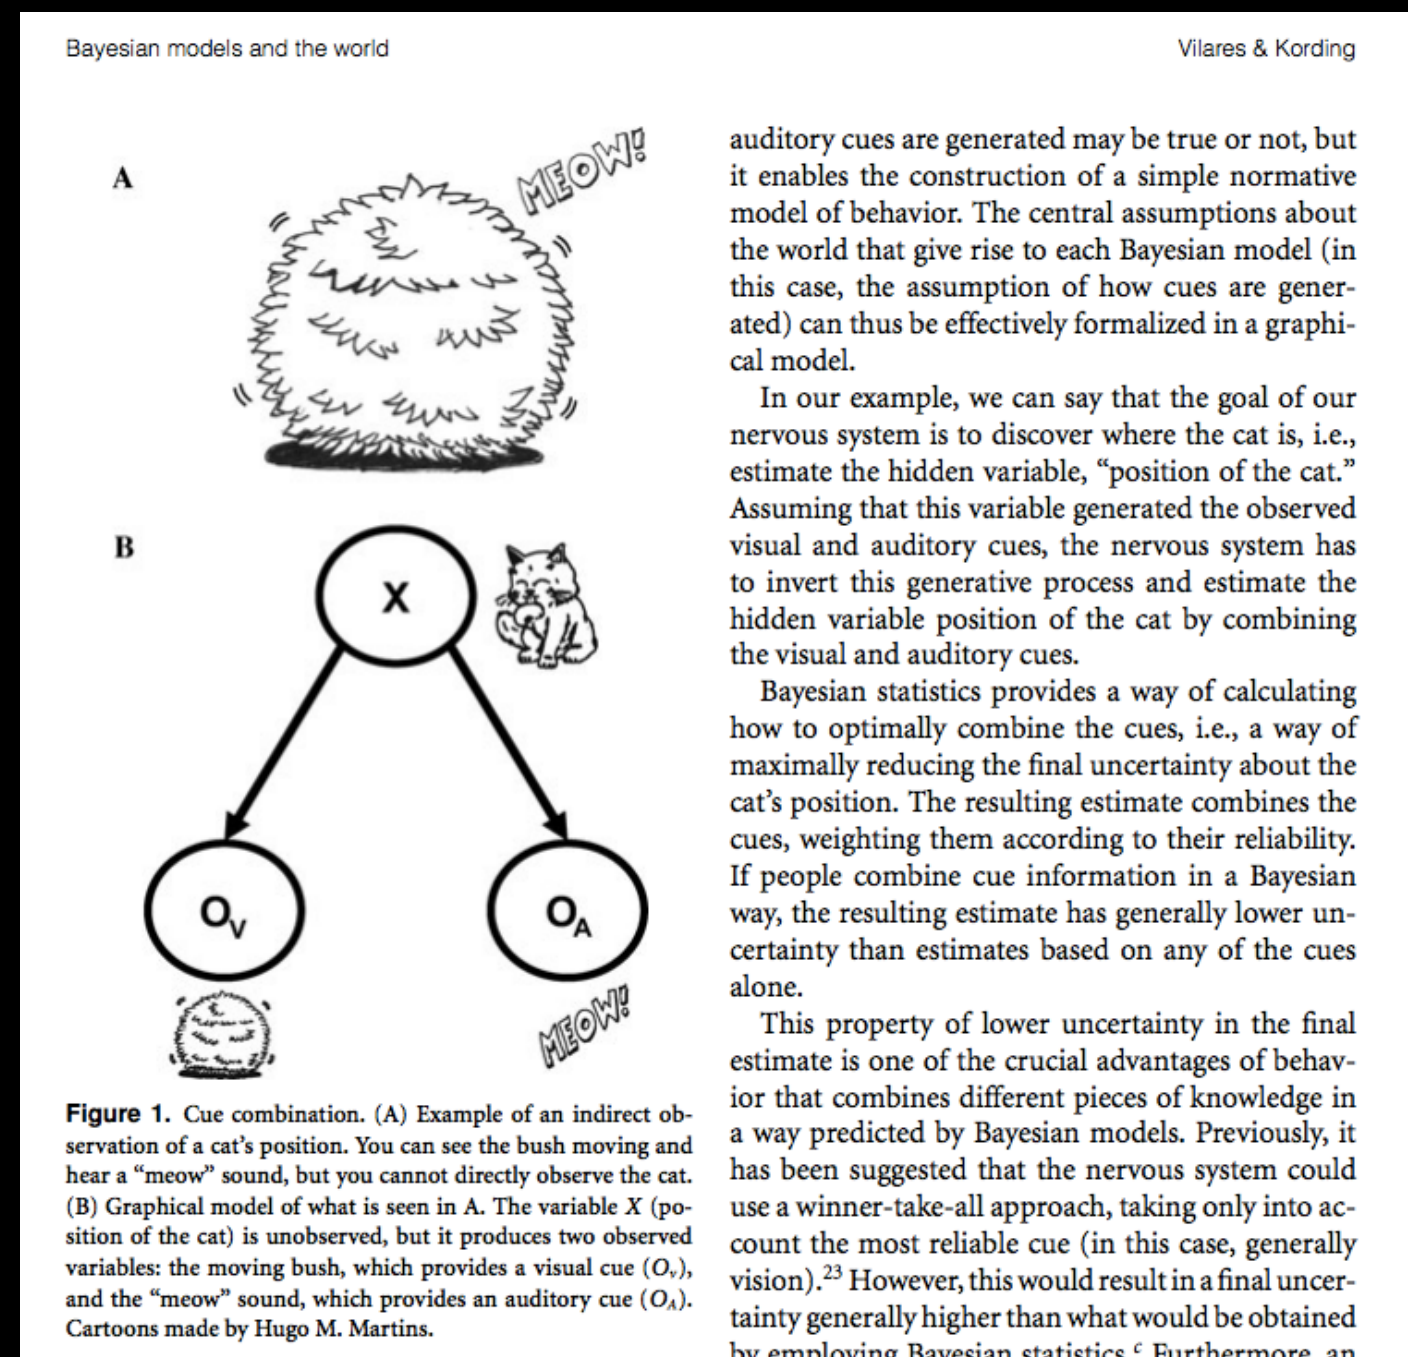 Bayesian models and the world
Vilares & Kording
A
MEOW!
B
X
O_V
O_A
MEOW!
Figure 1. Cue combination. (A) Example of an indirect ob-
servation of a cat's position. You can see the bush moving and
hear a "meow" sound, but you cannot directly observe the cat.
(B) Graphical model of what is seen in A. The variable X (po-
sition of the cat) is unobserved, but it produces two observed
variables: the moving bush, which provides a visual cue (Oᵥ),
and the "meow" sound, which provides an auditory cue (O_A).
Cartoons made by Hugo M. Martins.
auditory cues are generated may be true or not, but
it enables the construction of a simple normative
model of behavior. The central assumptions about
the world that give rise to each Bayesian model (in
this case, the assumption of how cues are gener-
ated) can thus be effectively formalized in a graphi-
cal model.
In our example, we can say that the goal of our
nervous system is to discover where the cat is, i.e.,
estimate the hidden variable, "position of the cat."
Assuming that this variable generated the observed
visual and auditory cues, the nervous system has
to invert this generative process and estimate the
hidden variable position of the cat by combining
the visual and auditory cues.
Bayesian statistics provides a way of calculating
how to optimally combine the cues, i.e., a way of
maximally reducing the final uncertainty about the
cat's position. The resulting estimate combines the
cues, weighting them according to their reliability.
If people combine cue information in a Bayesian
way, the resulting estimate has generally lower un-
certainty than estimates based on any of the cues
alone.
This property of lower uncertainty in the final
estimate is one of the crucial advantages of behav-
ior that combines different pieces of knowledge in
a way predicted by Bayesian models. Previously, it
has been suggested that the nervous system could
use a winner-take-all approach, taking only into ac-
count the most reliable cue (in this case, generally
vision).²³ However, this would result in a final uncer-
tainty generally higher than what would be obtained
by employing Bayesian statistics.ᶜ Furthermore, an